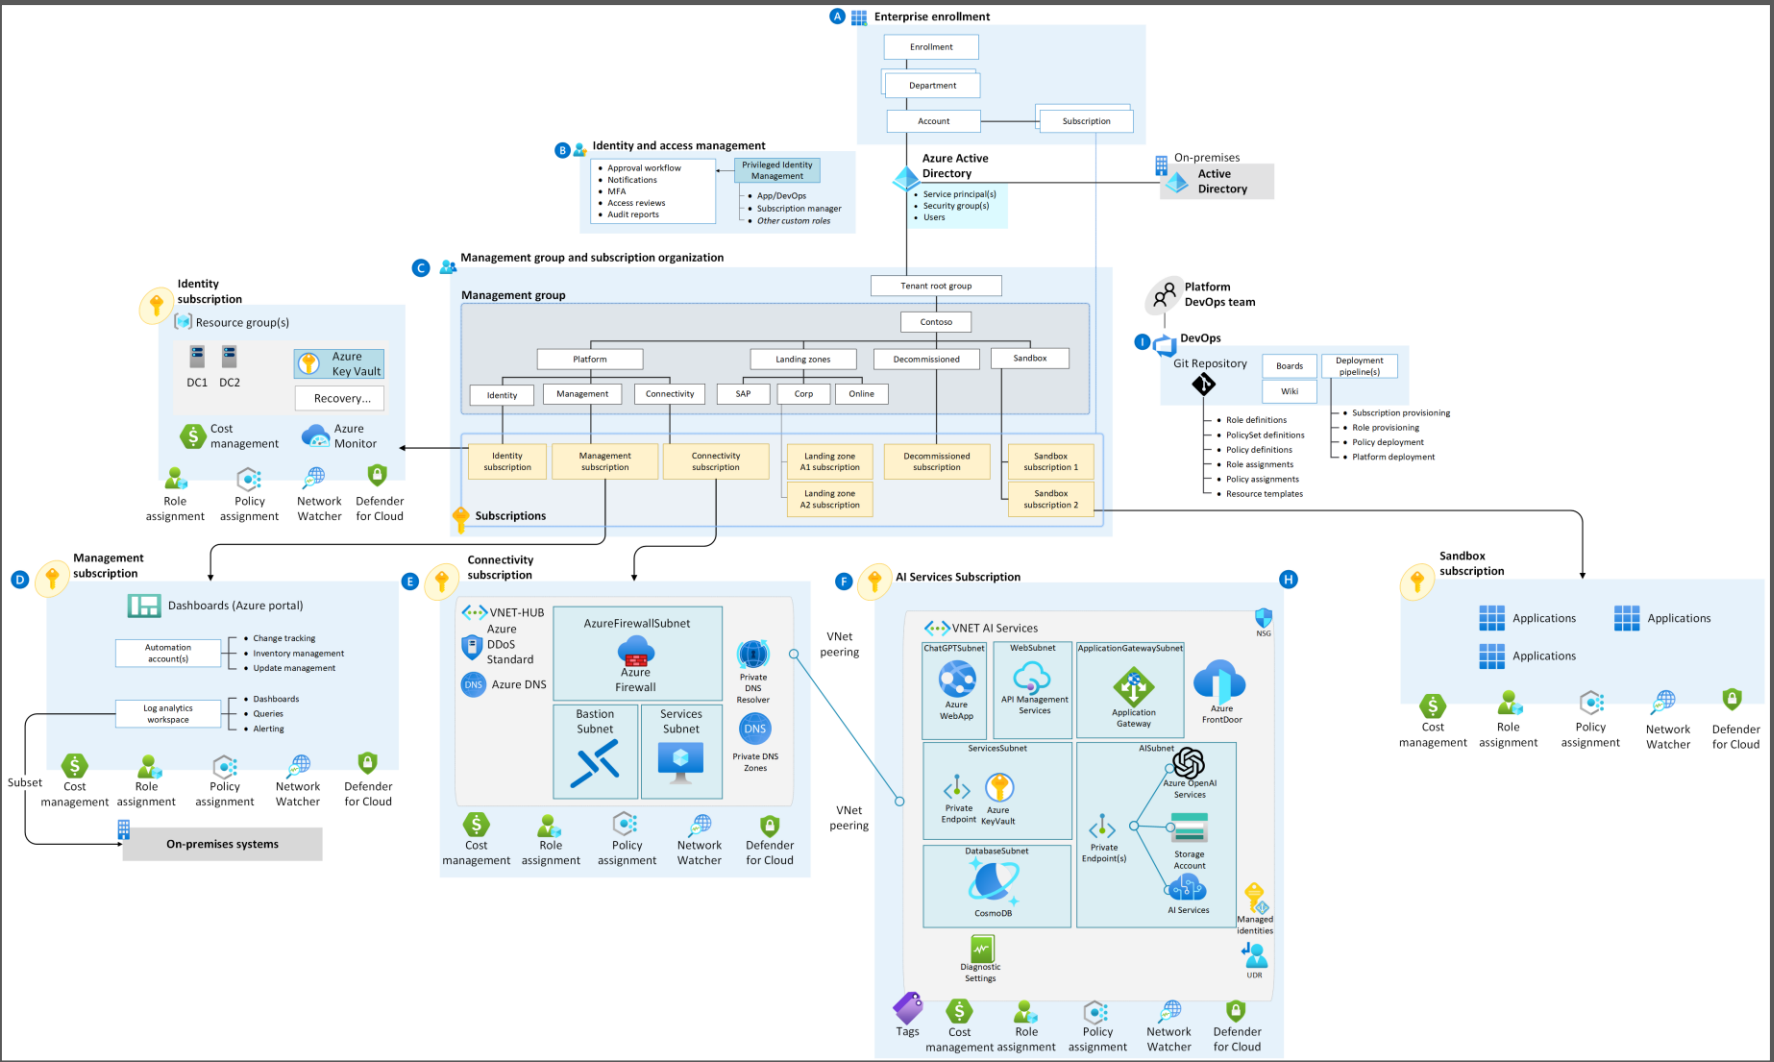 A
Enterprise enrollment
Enrollment
Department
Account
Subscription
B
Identity and access management
Approval workflow
Notifications
MFA
Access reviews
Audit reports
Privileged Identity
Management
App/DevOps
Subscription manager
Other custom roles
Azure Active
Directory
Service principal(s)
Security group(s)
Users
On-premises
Active
Directory
C
Management group and subscription organization
Management group
Tenant root group
Contoso
Platform
Landing zones
Decommissioned
Sandbox
Identity
Management
Connectivity
SAP
Corp
Online
Identity
subscription
Management
subscription
Connectivity
subscription
Landing zone
A1 subscription
Landing zone
A2 subscription
Decommissioned
subscription
Sandbox
subscription 1
Sandbox
subscription 2
Subscriptions
Identity
subscription
Resource group(s)
DC1
DC2
Azure
Key Vault
Recovery...
Cost
management
Azure
Monitor
Role
assignment
Policy
assignment
Network
Watcher
Defender
for Cloud
Platform
DevOps team
I
DevOps
Git Repository
Boards
Wiki
Deployment
pipeline(s)
Role definitions
PolicySet definitions
Policy definitions
Role assignments
Policy assignments
Resource templates
Subscription provisioning
Role provisioning
Policy deployment
Platform deployment
D
Management
subscription
Dashboards (Azure portal)
Automation
account(s)
Change tracking
Inventory management
Update management
Log analytics
workspace
Dashboards
Queries
Alerting
Subset
Cost
management
Role
assignment
Policy
assignment
Network
Watcher
Defender
for Cloud
On-premises systems
E
Connectivity
subscription
VNET-HUB
Azure
DDoS
Standard
DNS
Azure DNS
AzureFirewallSubnet
Azure
Firewall
Bastion
Subnet
Services
Subnet
Private
DNS
Resolver
DNS
Private DNS
Zones
Cost
management
Role
assignment
Policy
assignment
Network
Watcher
Defender
for Cloud
VNet
peering
VNet
peering
F
AI Services Subscription
H
VNET AI Services
NSG
ChatGPTSubnet
Azure
WebApp
WebSubnet
API Management
Services
ApplicationGatewaySubnet
Application
Gateway
Azure
FrontDoor
ServicesSubnet
Private
Endpoint
Azure
KeyVault
AISubnet
Azure OpenAI
Services
Private
Endpoint(s)
Storage
Account
AI Services
DatabaseSubnet
CosmoDB
Managed
identities
UDR
Diagnostic
Settings
Tags
Cost
management
Role
assignment
Policy
assignment
Network
Watcher
Defender
for Cloud
Sandbox
subscription
Applications
Applications
Applications
Cost
management
Role
assignment
Policy
assignment
Network
Watcher
Defender
for Cloud